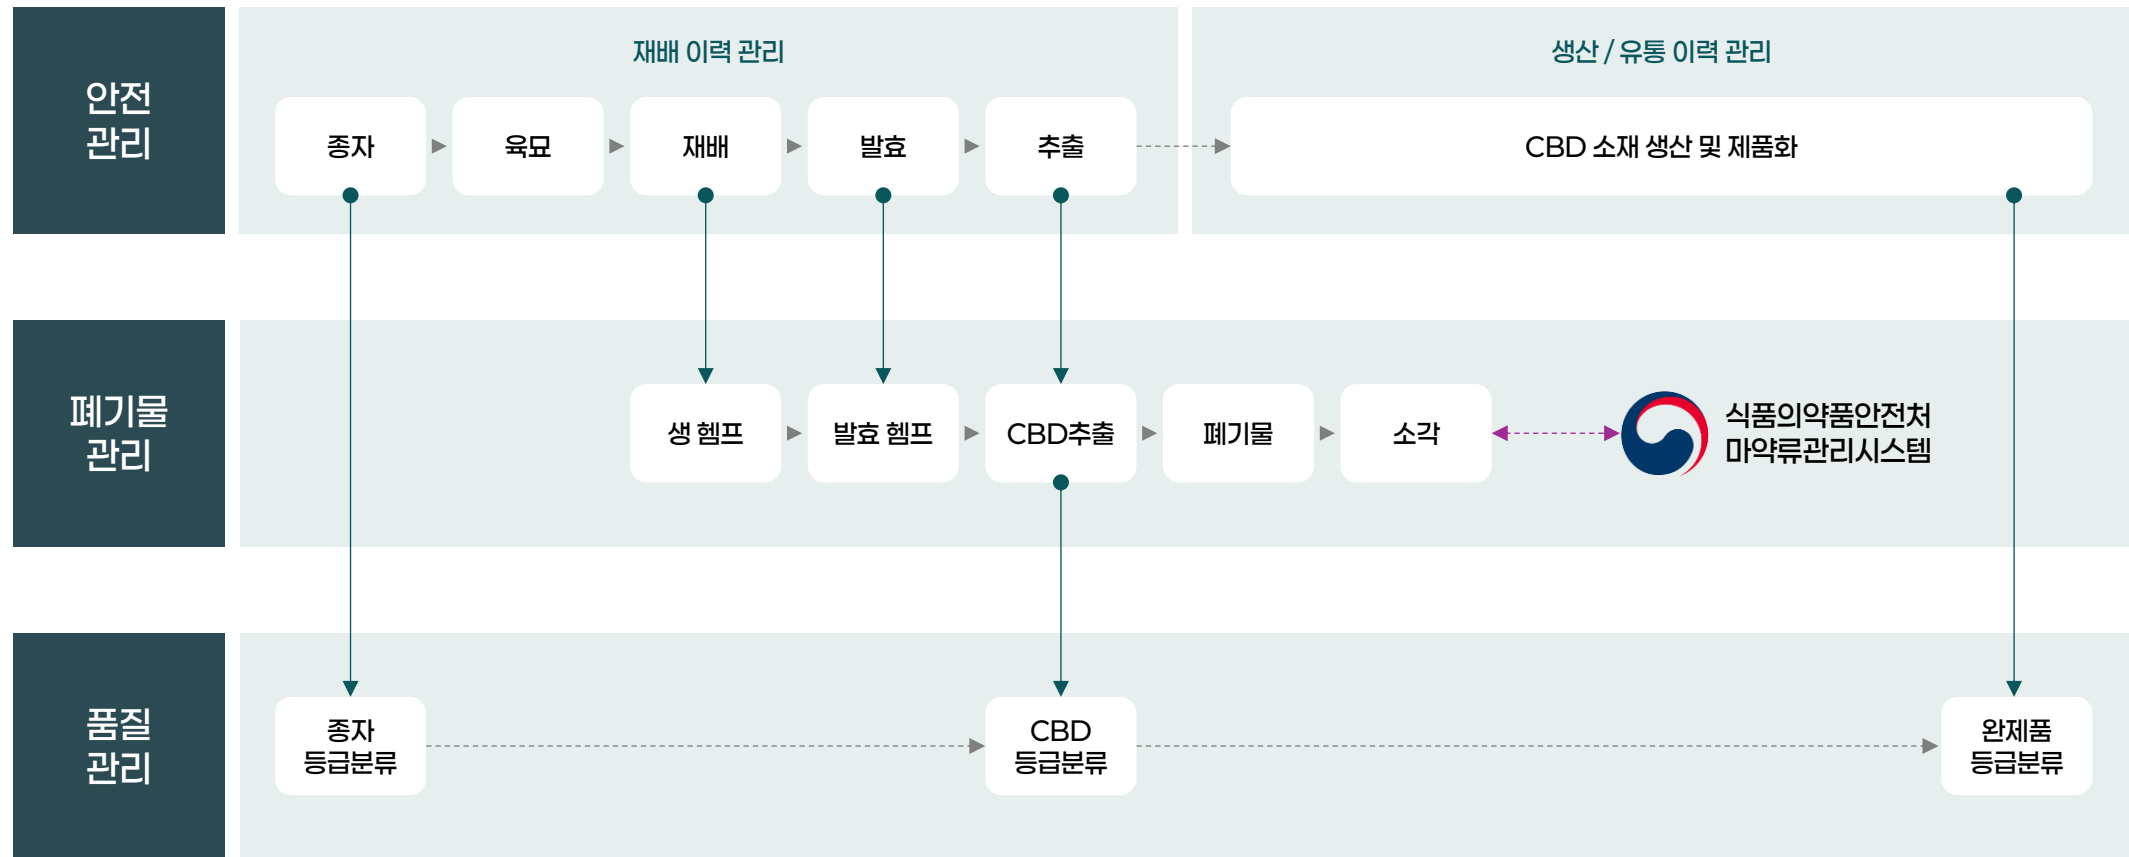 안전
관리
재배 이력 관리
생산 / 유통 이력 관리
종자
육묘
재배
발효
추출
CBD 소재 생산 및 제품화
폐기물
관리
생 헴프
발효 헴프
CBD추출
폐기물
소각
식품의약품안전처
마약류관리시스템
품질
관리
종자
등급분류
CBD
등급분류
완제품
등급분류